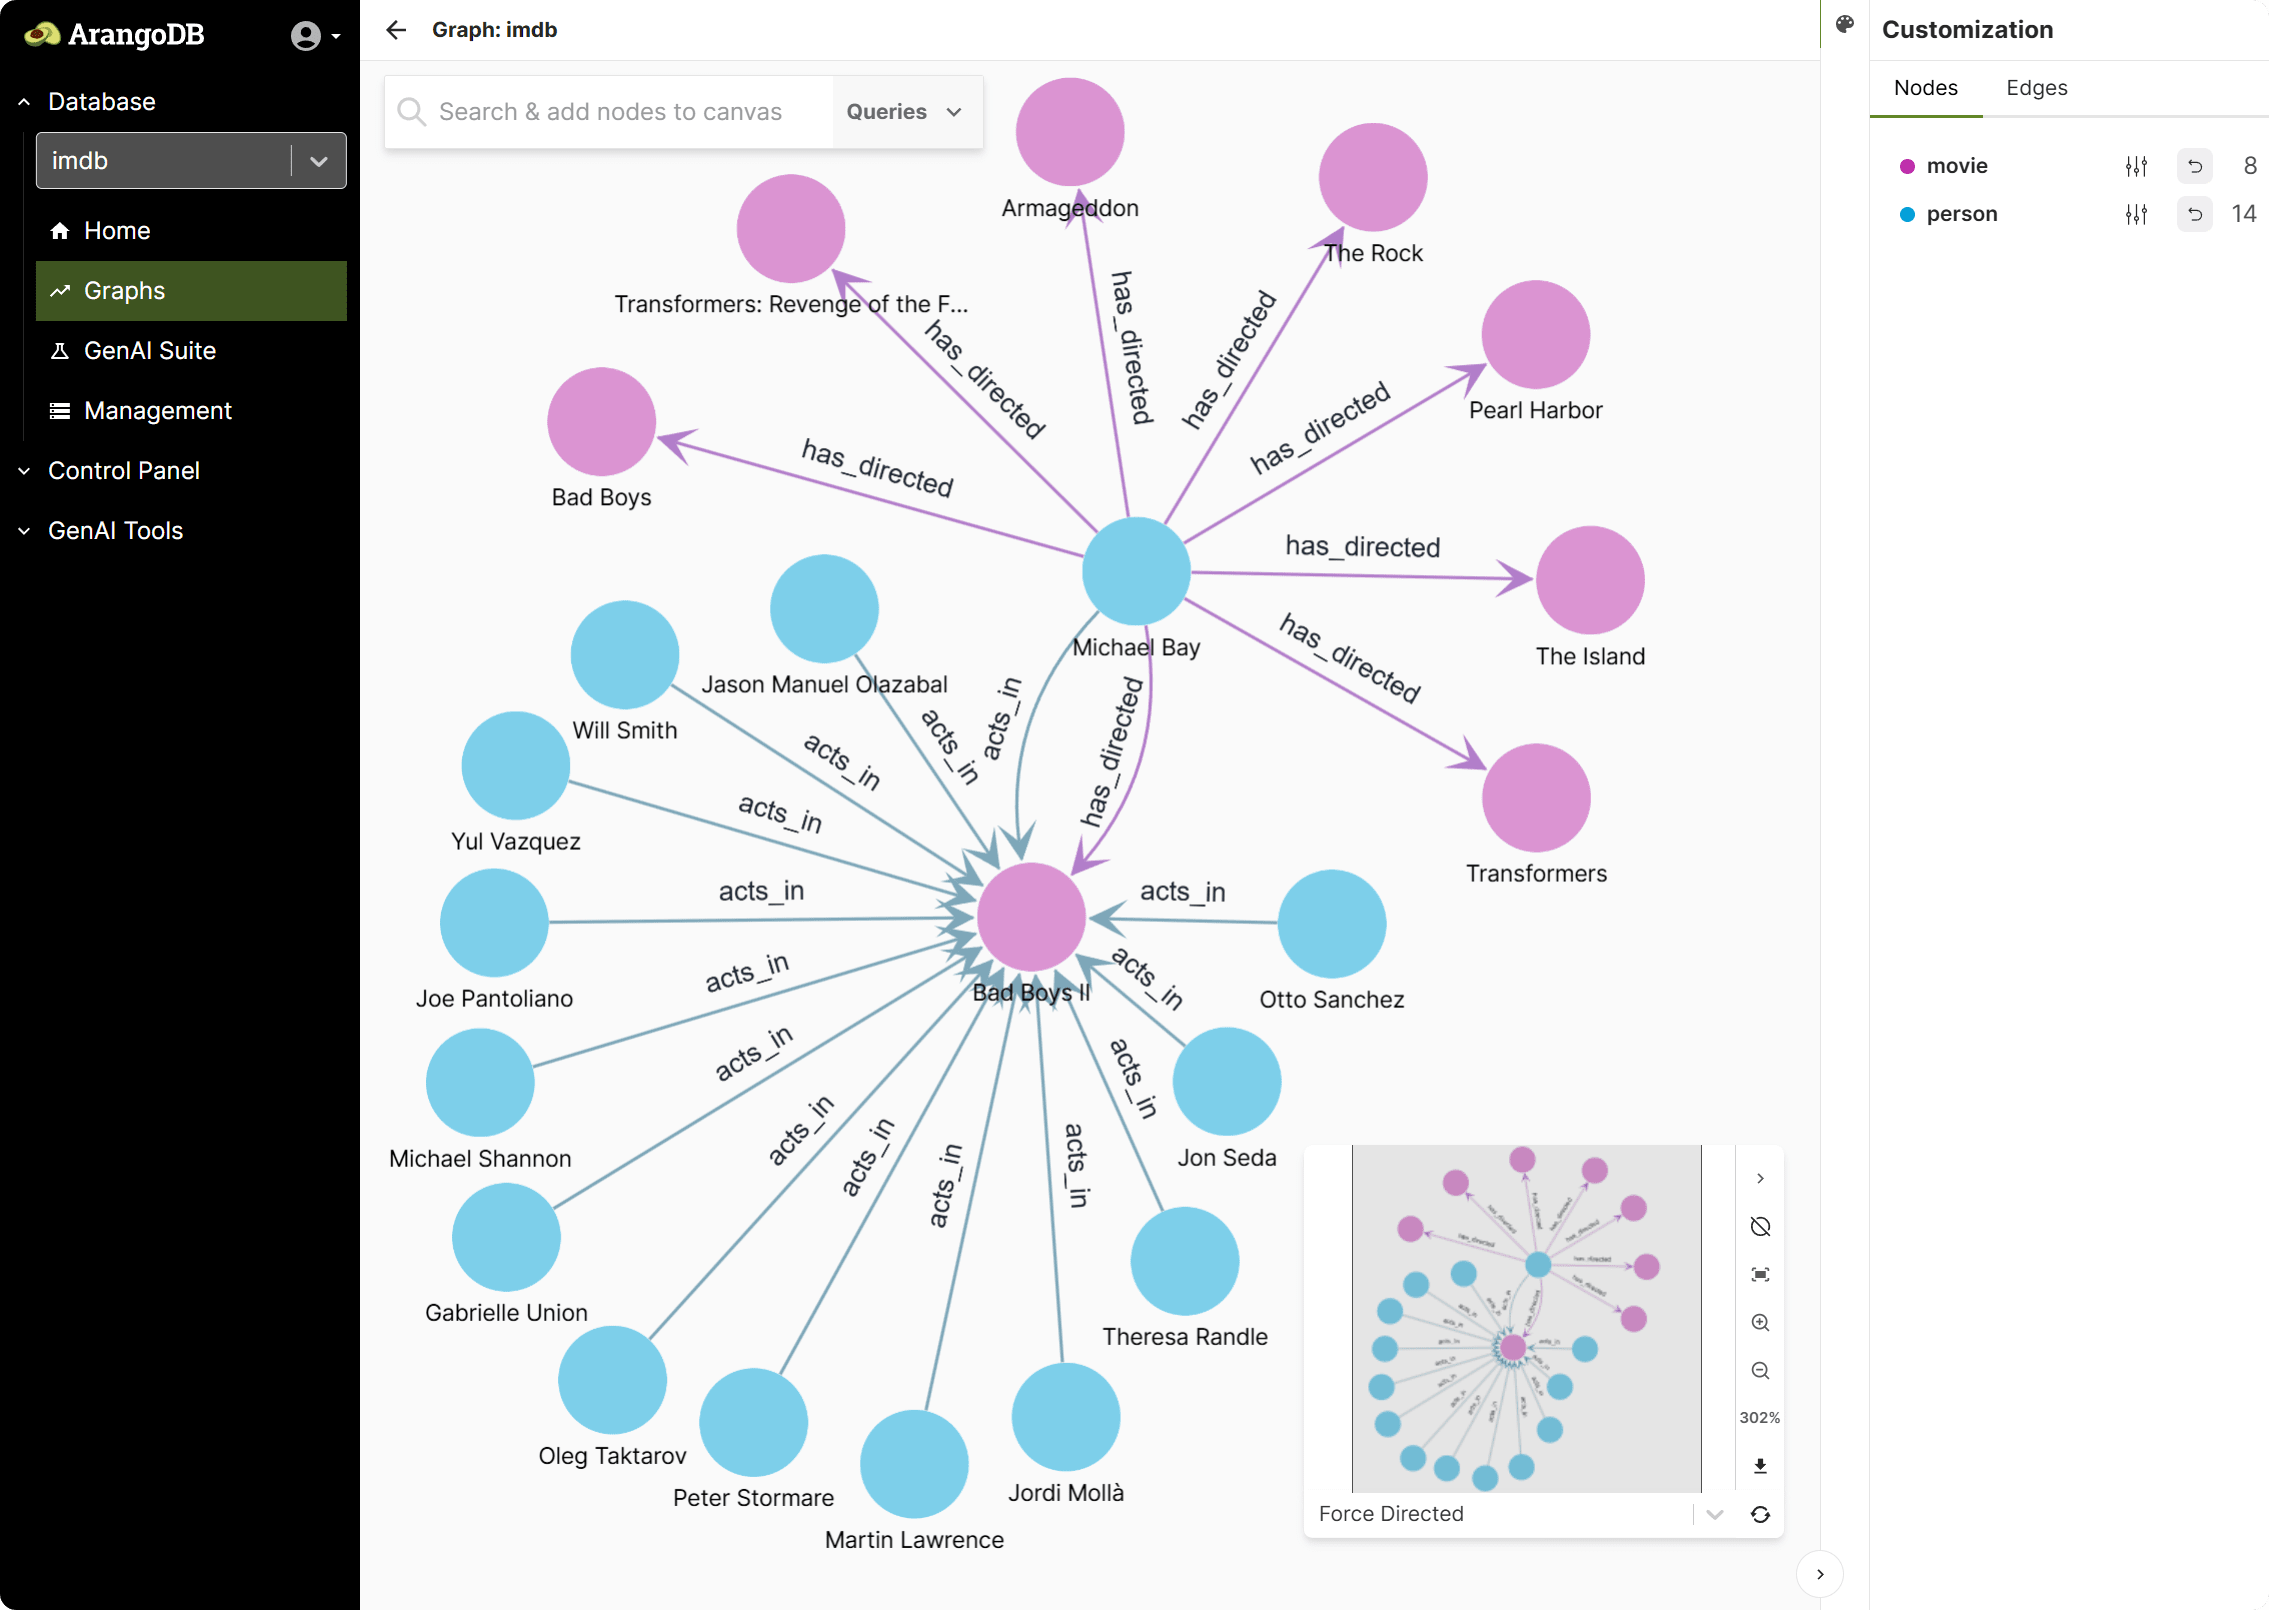 ArangoDB
Database
imdb
Home
Graphs
GenAI Suite
Management
Control Panel
GenAI Tools
Graph: imdb
Search & add nodes to canvas
Queries
Armageddon
The Rock
Transformers: Revenge of the F...
Pearl Harbor
Bad Boys
has_directed
has_directed
has_directed
has_directed
has_directed
has_directed
has_directed
has_directed
The Island
Michael Bay
Jason Manuel Olazabal
Will Smith
Yul Vazquez
Transformers
acts_in
acts_in
acts_in
acts_in
acts_in
acts_in
acts_in
acts_in
acts_in
acts_in
acts_in
acts_in
acts_in
acts_in
Joe Pantoliano
Bad Boys II
Otto Sanchez
Michael Shannon
Jon Seda
Gabrielle Union
Theresa Randle
Oleg Taktarov
Peter Stormare
Jordi Mollà
Martin Lawrence
302%
Force Directed
Customization
Nodes
Edges
movie
8
person
14